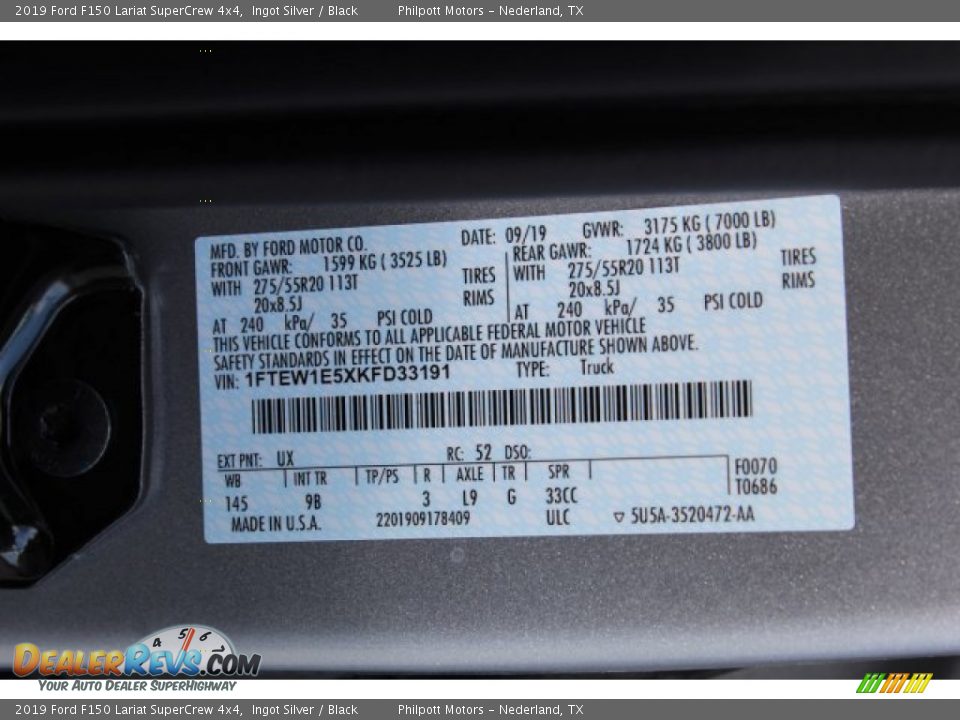 2019 Ford F150 Lariat SuperCrew 4x4, Ingot Silver / Black Philpott Motors – Nederland, TX
MFD. BY FORD MOTOR CO. DATE: 09/19 GVWR: 3175 KG ( 7000 LB)
FRONT GAWR: 1599 KG ( 3525 LB) REAR GAWR: 1724 KG ( 3800 LB)
WITH 275/55R20 113T TIRES WITH 275/55R20 113T TIRES
20x8.5J RIMS 20x8.5J RIMS
AT 240 kPa/ 35 PSI COLD AT 240 kPa/ 35 PSI COLD
THIS VEHICLE CONFORMS TO ALL APPLICABLE FEDERAL MOTOR VEHICLE
SAFETY STANDARDS IN EFFECT ON THE DATE OF MANUFACTURE SHOWN ABOVE.
VIN: 1FTEW1E5XKFD33191 TYPE: Truck
EXT PNT: UX RC: 52 DSO:
WB INT TR TP/PS R AXLE TR SPR F0070
145 9B 3 L9 G 33CC T0686
MADE IN U.S.A. 2201909178409 ULC ▽ 5U5A-3520472-AA
4 5 6
DEALERREVS.COM
YOUR AUTO DEALER SUPERHIGHWAY
2019 Ford F150 Lariat SuperCrew 4x4, Ingot Silver / Black Philpott Motors – Nederland, TX